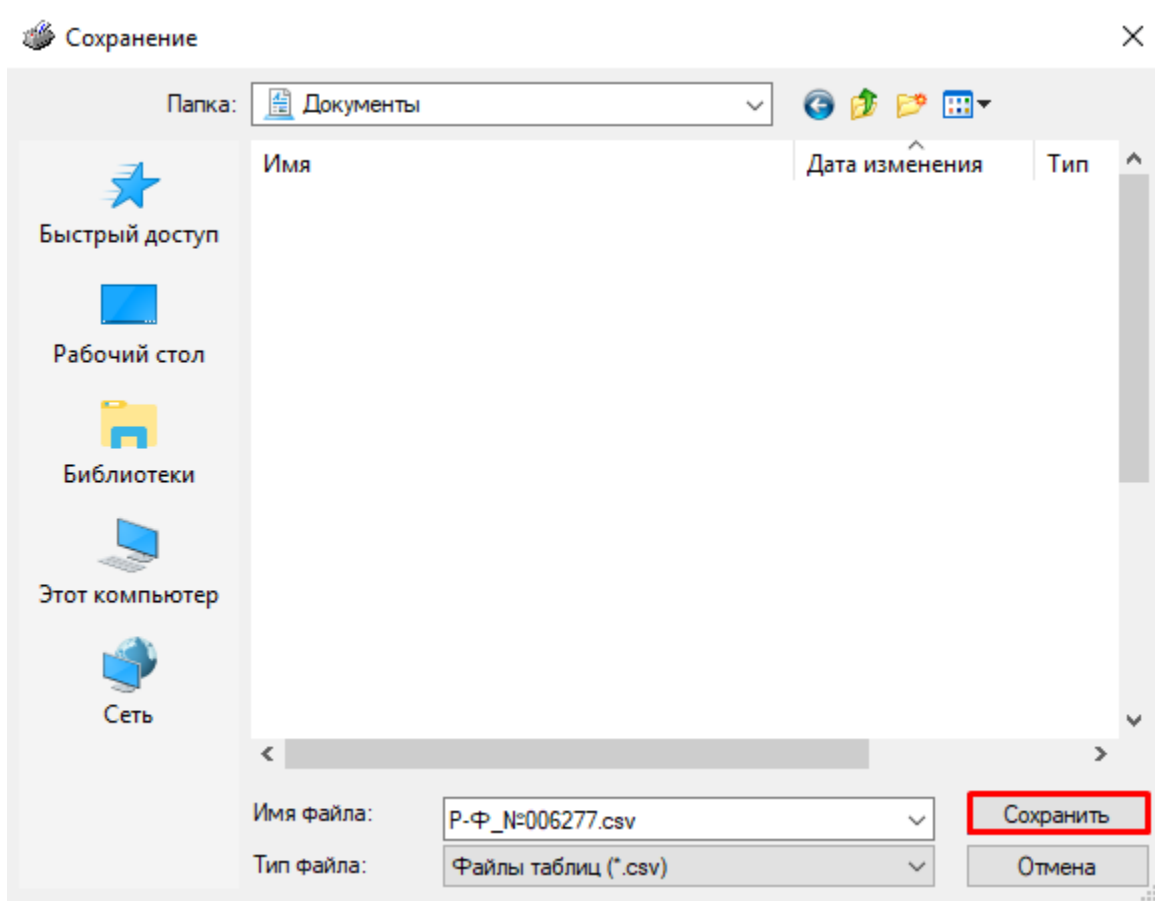 Сохранение
Папка:
Документы
Имя
Дата изменения
Тип
Быстрый доступ
Рабочий стол
Библиотеки
Этот компьютер
Сеть
Имя файла:
Р-Ф_№006277.csv
Сохранить
Тип файла:
Файлы таблиц (*.csv)
Отмена